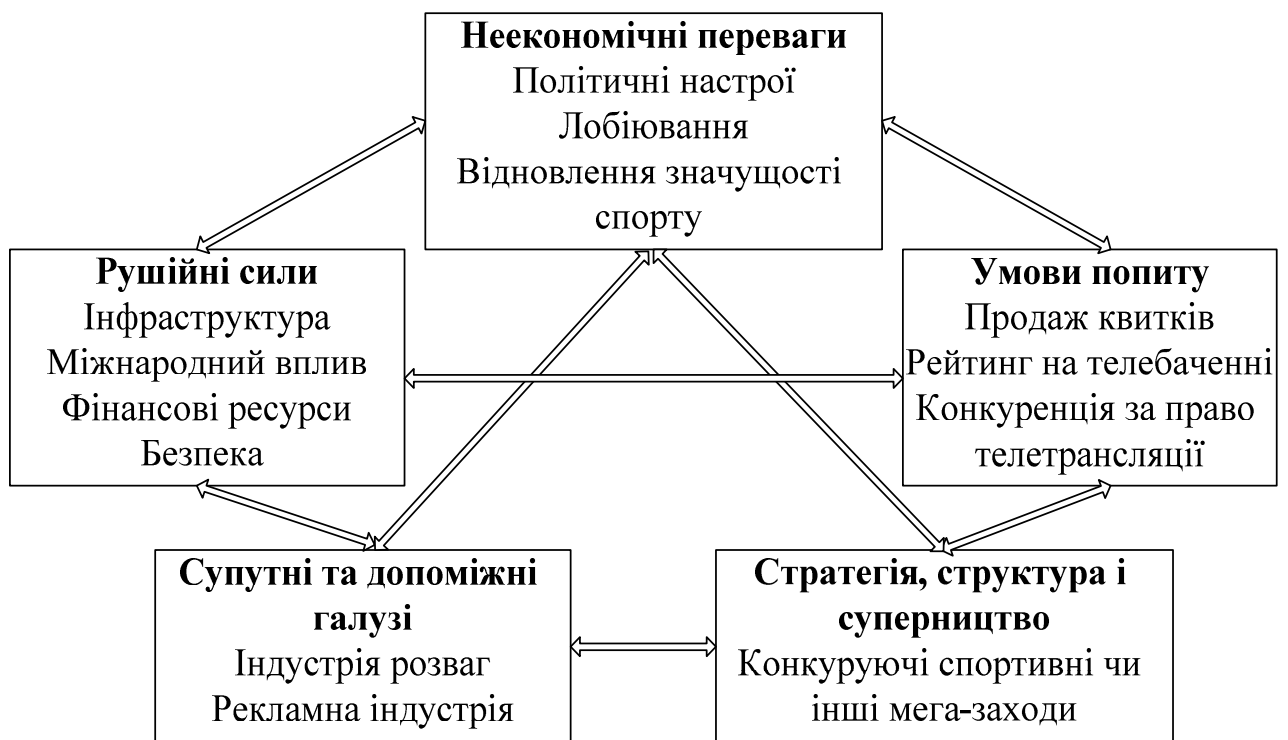 Неекономічні переваги
Політичні настрої
Лобіювання
Відновлення значущості
спорту
Рушійні сили
Інфраструктура
Міжнародний вплив
Фінансові ресурси
Безпека
Умови попиту
Продаж квитків
Рейтинг на телебаченні
Конкуренція за право
телетрансляції
Супутні та допоміжні
галузі
Індустрія розваг
Рекламна індустрія
Стратегія, структура і
суперництво
Конкуруючі спортивні чи
інші мега-заходи